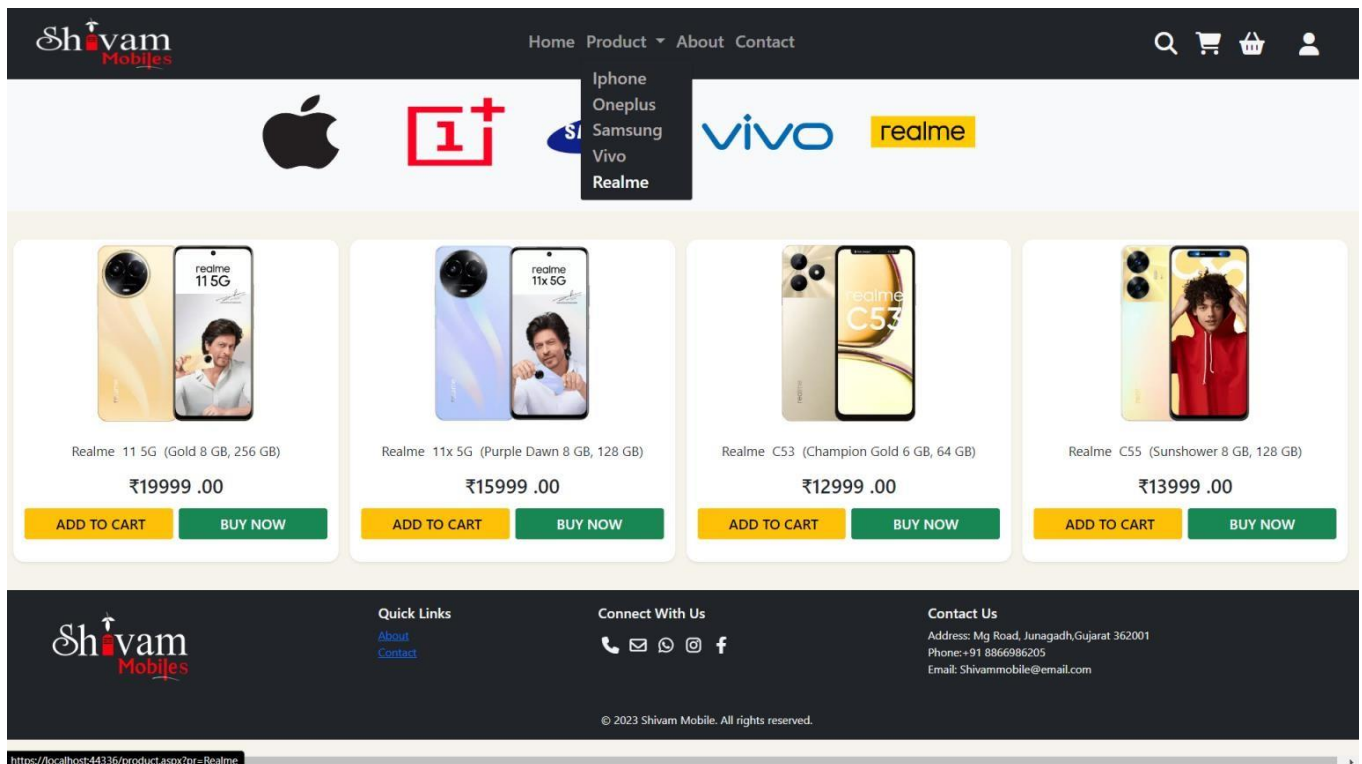 Shivam
Mobiles
Home Product About Contact
Iphone
Oneplus
Samsung
Vivo
Realme
1+
SA
vivo
realme
realme
11 5G
realme
11x 5G
realme
C53
realme
C55
Realme 11 5G (Gold 8 GB, 256 GB)
₹19999 .00
ADD TO CART BUY NOW
Realme 11x 5G (Purple Dawn 8 GB, 128 GB)
₹15999 .00
ADD TO CART BUY NOW
Realme C53 (Champion Gold 6 GB, 64 GB)
₹12999 .00
ADD TO CART BUY NOW
Realme C55 (Sunshower 8 GB, 128 GB)
₹13999 .00
ADD TO CART BUY NOW
Shivam
Mobiles
Quick Links
About
Contact
Connect With Us
Contact Us
Address: Mg Road, Junagadh,Gujarat 362001
Phone:+91 8866986205
Email: Shivammobile@email.com
© 2023 Shivam Mobile. All rights reserved.
https://localhost:44336/product.aspx?pr=Realme